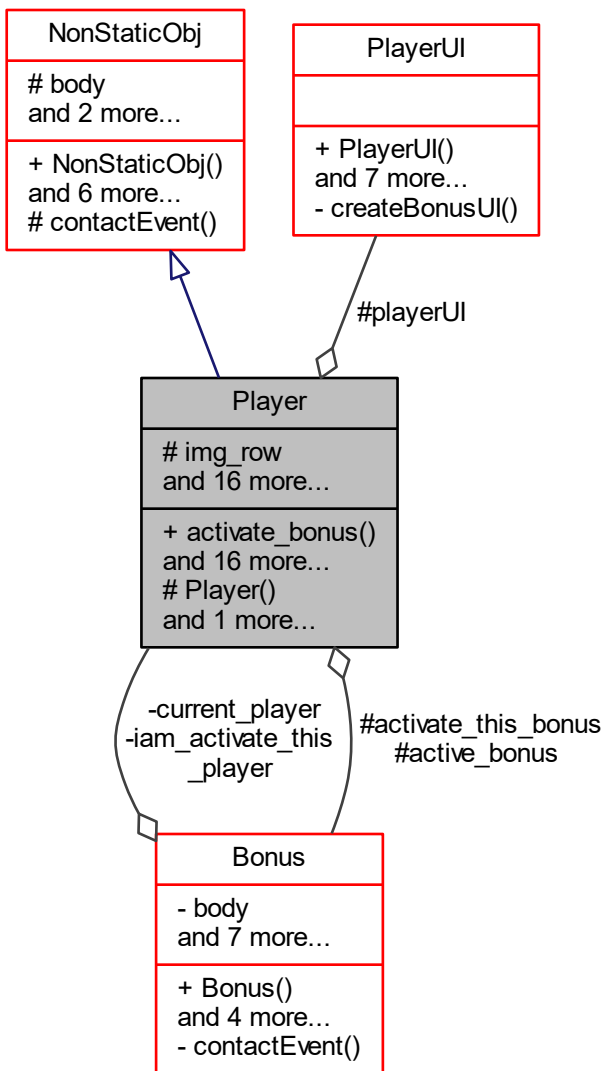 NonStaticObj
# body
and 2 more...
+ NonStaticObj()
and 6 more...
# contactEvent()
PlayerUI
+ PlayerUI()
and 7 more...
- createBonusUI()
#playerUI
Player
# img_row
and 16 more...
+ activate_bonus()
and 16 more...
# Player()
and 1 more...
-current_player
-iam_activate_this
_player
#activate_this_bonus
#active_bonus
Bonus
- body
and 7 more...
+ Bonus()
and 4 more...
- contactEvent()